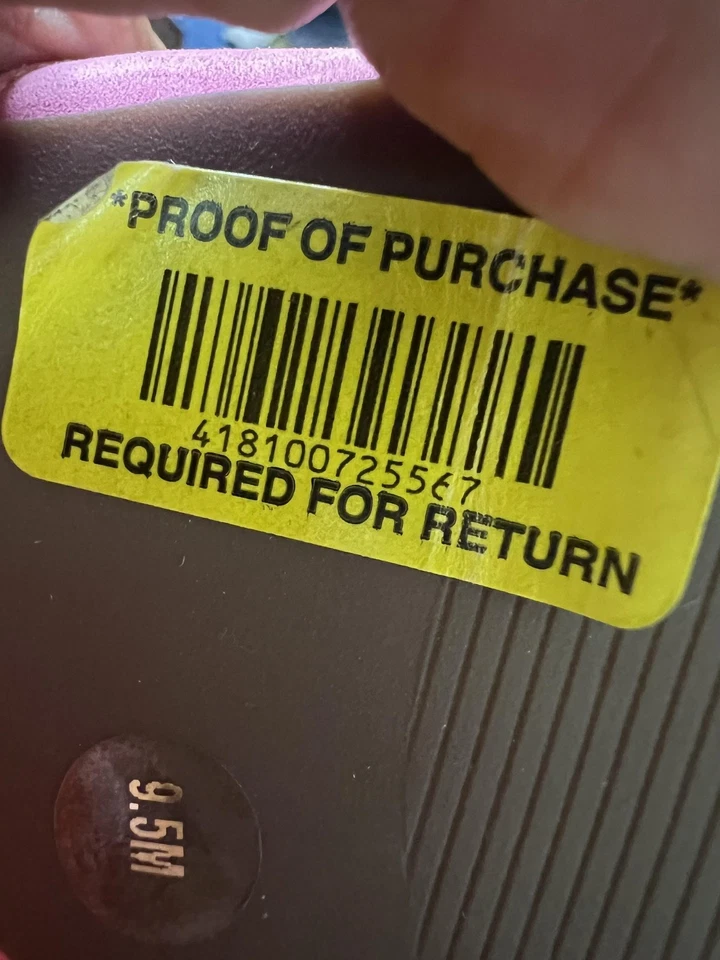 *PROOF OF PURCHASE*
418100725567
REQUIRED FOR RETURN
9.5M